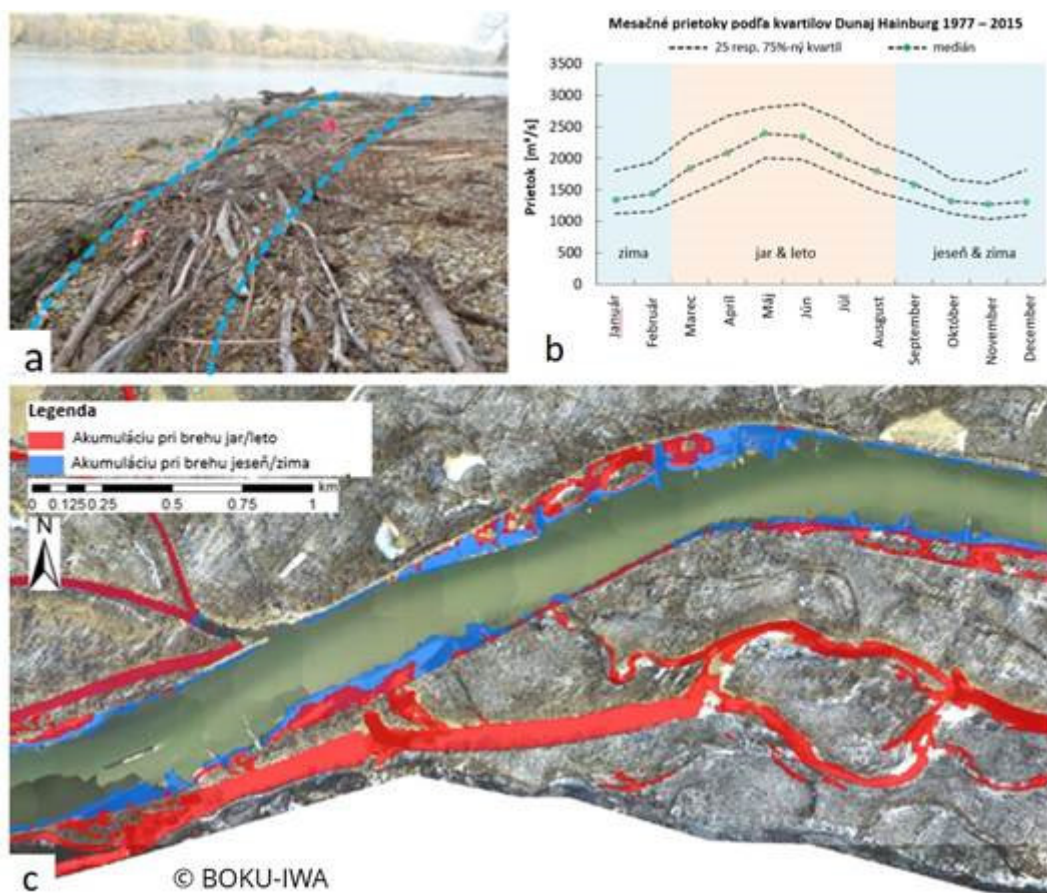 Mesačné prietoky podľa kvartilov Dunaj Hainburg 1977 – 2015
25 resp. 75%-ný kvartil
medián
3500
3000
2500
2000
1500
1000
500
0
Prietok [m³/s]
zima
jar & leto
jeseň & zima
Január
Február
Marec
Apríl
Máj
Jún
Júl
Ausgust
September
Október
November
December
a
b
Legenda
Akumuláciu pri brehu jar/leto
Akumuláciu pri brehu jeseň/zima
km
0 0.125 0.25 0.5 0.75 1
N
c
© BOKU-IWA